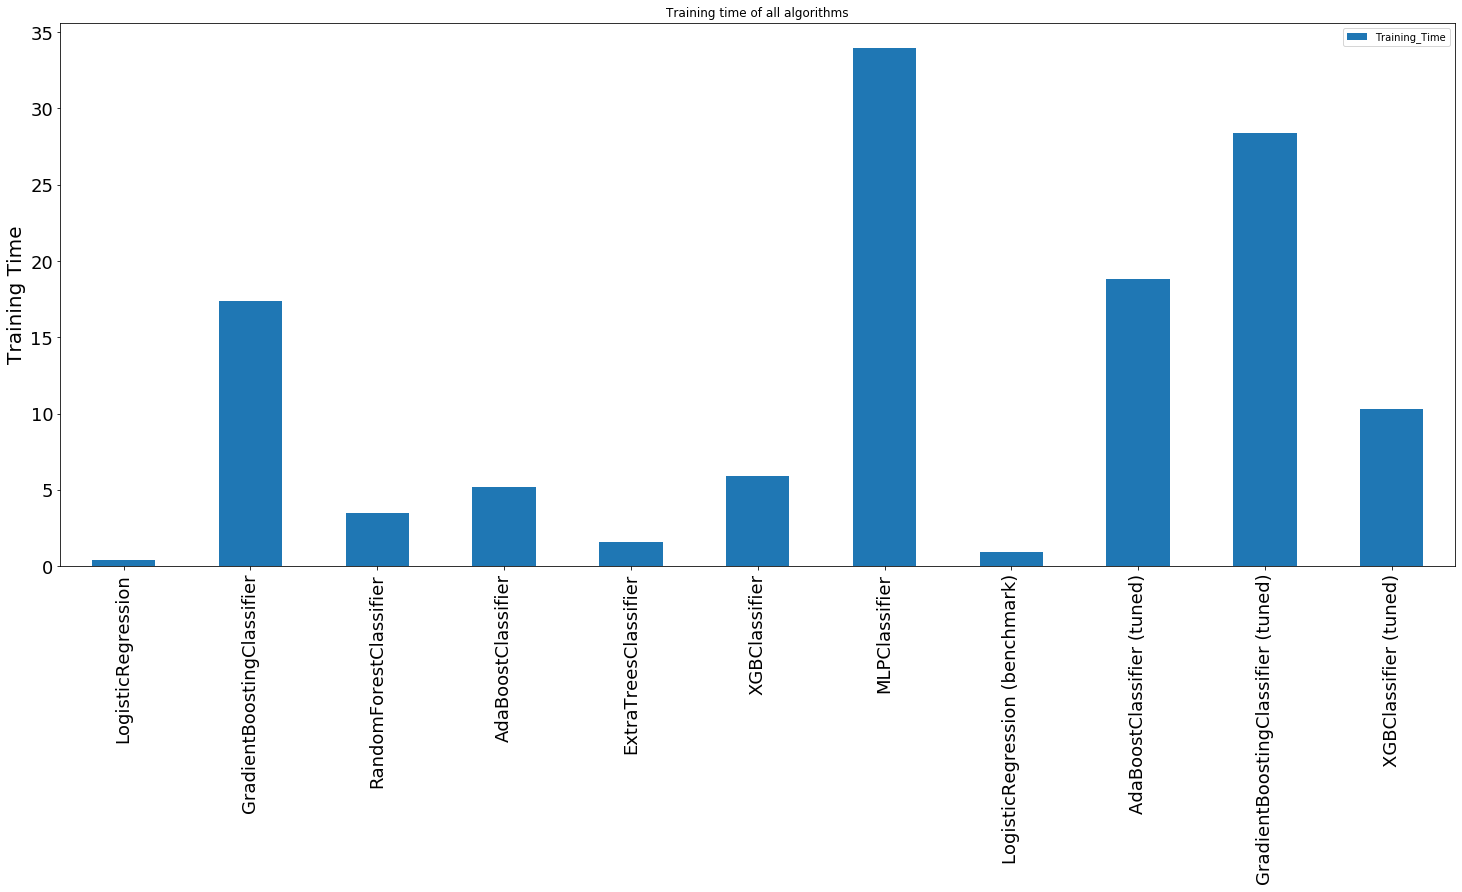 Training time of all algorithms
Training_Time
Training Time
35
30
25
20
15
10
5
0
LogisticRegression
GradientBoostingClassifier
RandomForestClassifier
AdaBoostClassifier
ExtraTreesClassifier
XGBClassifier
MLPClassifier
LogisticRegression (benchmark)
AdaBoostClassifier (tuned)
GradientBoostingClassifier (tuned)
XGBClassifier (tuned)